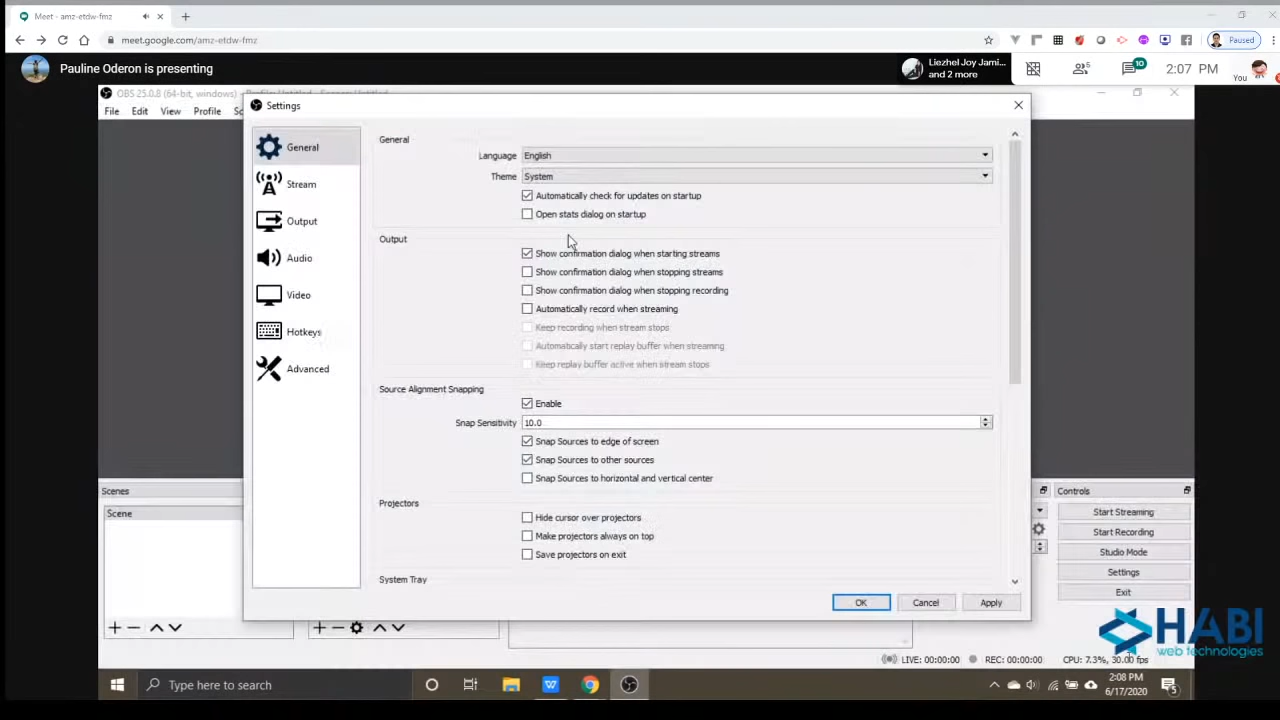 Meet - amz-etdw-fmz
meet.google.com/amz-etdw-fmz
Paused
Pauline Oderon is presenting
Liezhel Joy Jami...
and 2 more
5
10
2:07 PM
You
OBS 25.0.8 (64-bit, windows)
File Edit View Profile
Settings
General
Stream
Output
Audio
Video
Hotkeys
Advanced
General
Language English
Theme System
Automatically check for updates on startup
Open stats dialog on startup
Output
Show confirmation dialog when starting streams
Show confirmation dialog when stopping streams
Show confirmation dialog when stopping recording
Automatically record when streaming
Keep recording when stream stops
Automatically start replay buffer when streaming
Keep replay buffer active when stream stops
Source Alignment Snapping
Enable
Snap Sensitivity 10.0
Snap Sources to edge of screen
Snap Sources to other sources
Snap Sources to horizontal and vertical center
Projectors
Hide cursor over projectors
Make projectors always on top
Save projectors on exit
System Tray
OK Cancel Apply
Scenes
Scene
Controls
Start Streaming
Start Recording
Studio Mode
Settings
Exit
HABI
web technologies
LIVE: 00:00:00 REC: 00:00:00 CPU: 7.3%, 30.00 fps
Type here to search
2:08 PM
6/17/2020
5